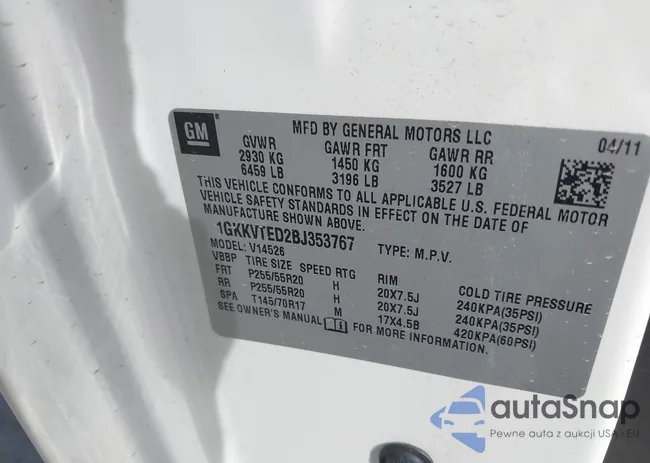 GM
MFD BY GENERAL MOTORS LLC 04/11
GVWR GAWR FRT GAWR RR
2930 KG 1450 KG 1600 KG
6459 LB 3196 LB 3527 LB
THIS VEHICLE CONFORMS TO ALL APPLICABLE U.S. FEDERAL MOTOR
VEHICLE SAFETY STANDARDS IN EFFECT ON THE DATE OF
MANUFACTURE SHOWN ABOVE.
1GKKVTED2BJ353767 TYPE: M.P.V.
MODEL: V14526
VBBP TIRE SIZE SPEED RTG RIM COLD TIRE PRESSURE
FRT P255/55R20 H 20X7.5J 240KPA(35PSI)
RR P255/55R20 H 20X7.5J 240KPA(35PSI)
SPA T145/70R17 M 17X4.5B 420KPA(60PSI)
SEE OWNER'S MANUAL FOR MORE INFORMATION.
autaSnap
Pewne auta z aukcji USA - EU